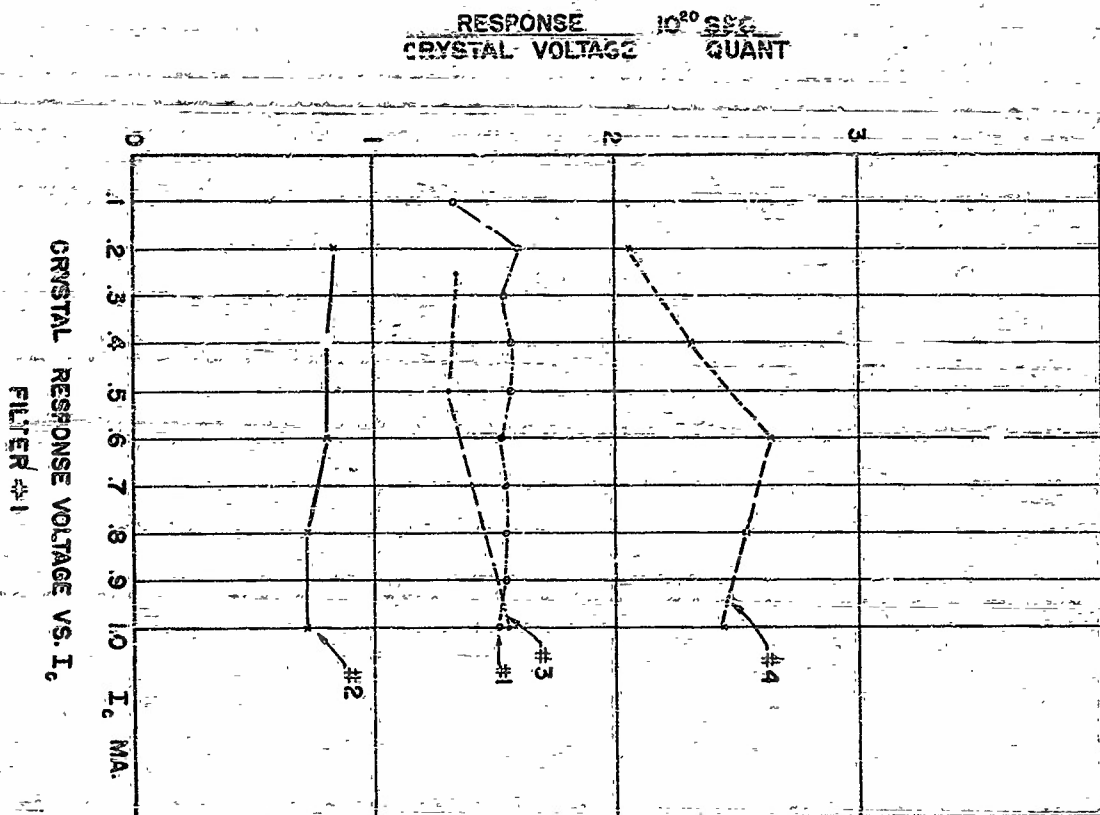 RESPONSE 10²⁰ SEC
CRYSTAL VOLTAGE QUANT
0 1 2 3
.1
.2
.3
.4
.5
.6
.7
.8
.9
1.0
I꜀ MA.
#2
#1
#3
#4
CRYSTAL RESPONSE VOLTAGE VS. I꜀
FILTER #1